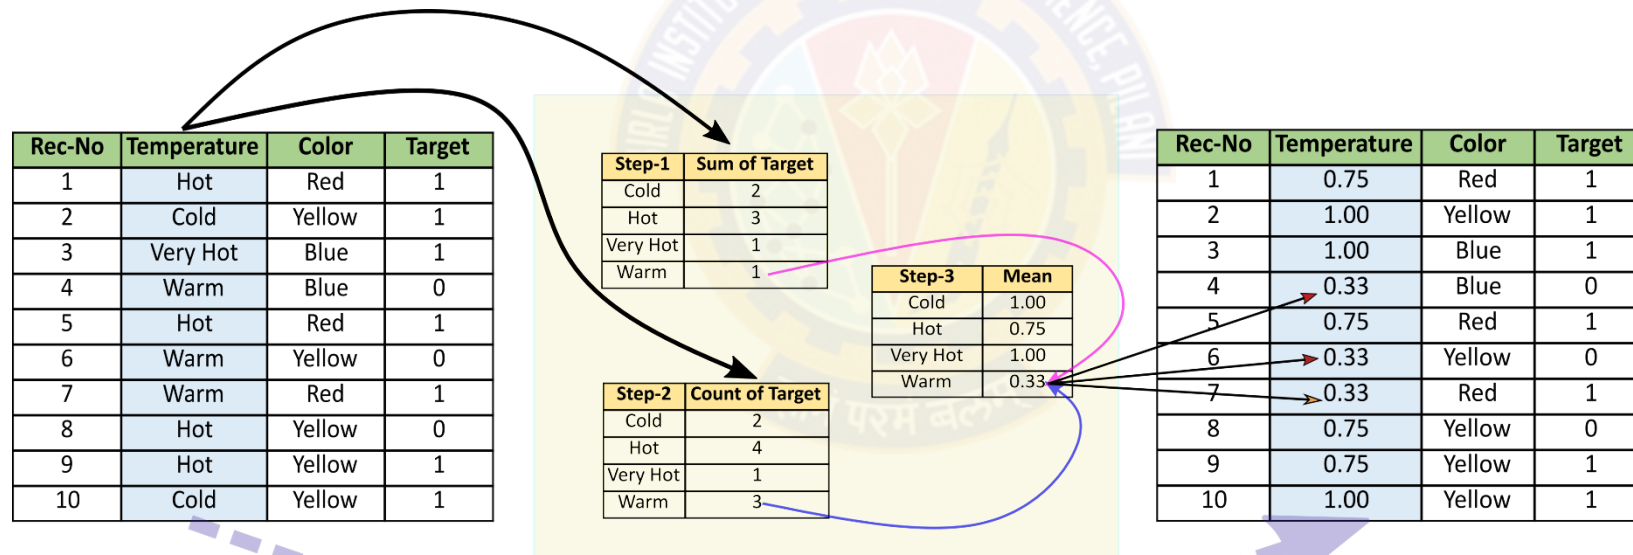 Rec-No Temperature Color Target
1 Hot Red 1
2 Cold Yellow 1
3 Very Hot Blue 1
4 Warm Blue 0
5 Hot Red 1
6 Warm Yellow 0
7 Warm Red 1
8 Hot Yellow 0
9 Hot Yellow 1
10 Cold Yellow 1
Step-1 Sum of Target
Cold 2
Hot 3
Very Hot 1
Warm 1
Step-2 Count of Target
Cold 2
Hot 4
Very Hot 1
Warm 3
Step-3 Mean
Cold 1.00
Hot 0.75
Very Hot 1.00
Warm 0.33
Rec-No Temperature Color Target
1 0.75 Red 1
2 1.00 Yellow 1
3 1.00 Blue 1
4 0.33 Blue 0
5 0.75 Red 1
6 0.33 Yellow 0
7 0.33 Red 1
8 0.75 Yellow 0
9 0.75 Yellow 1
10 1.00 Yellow 1
PILANI
परमं